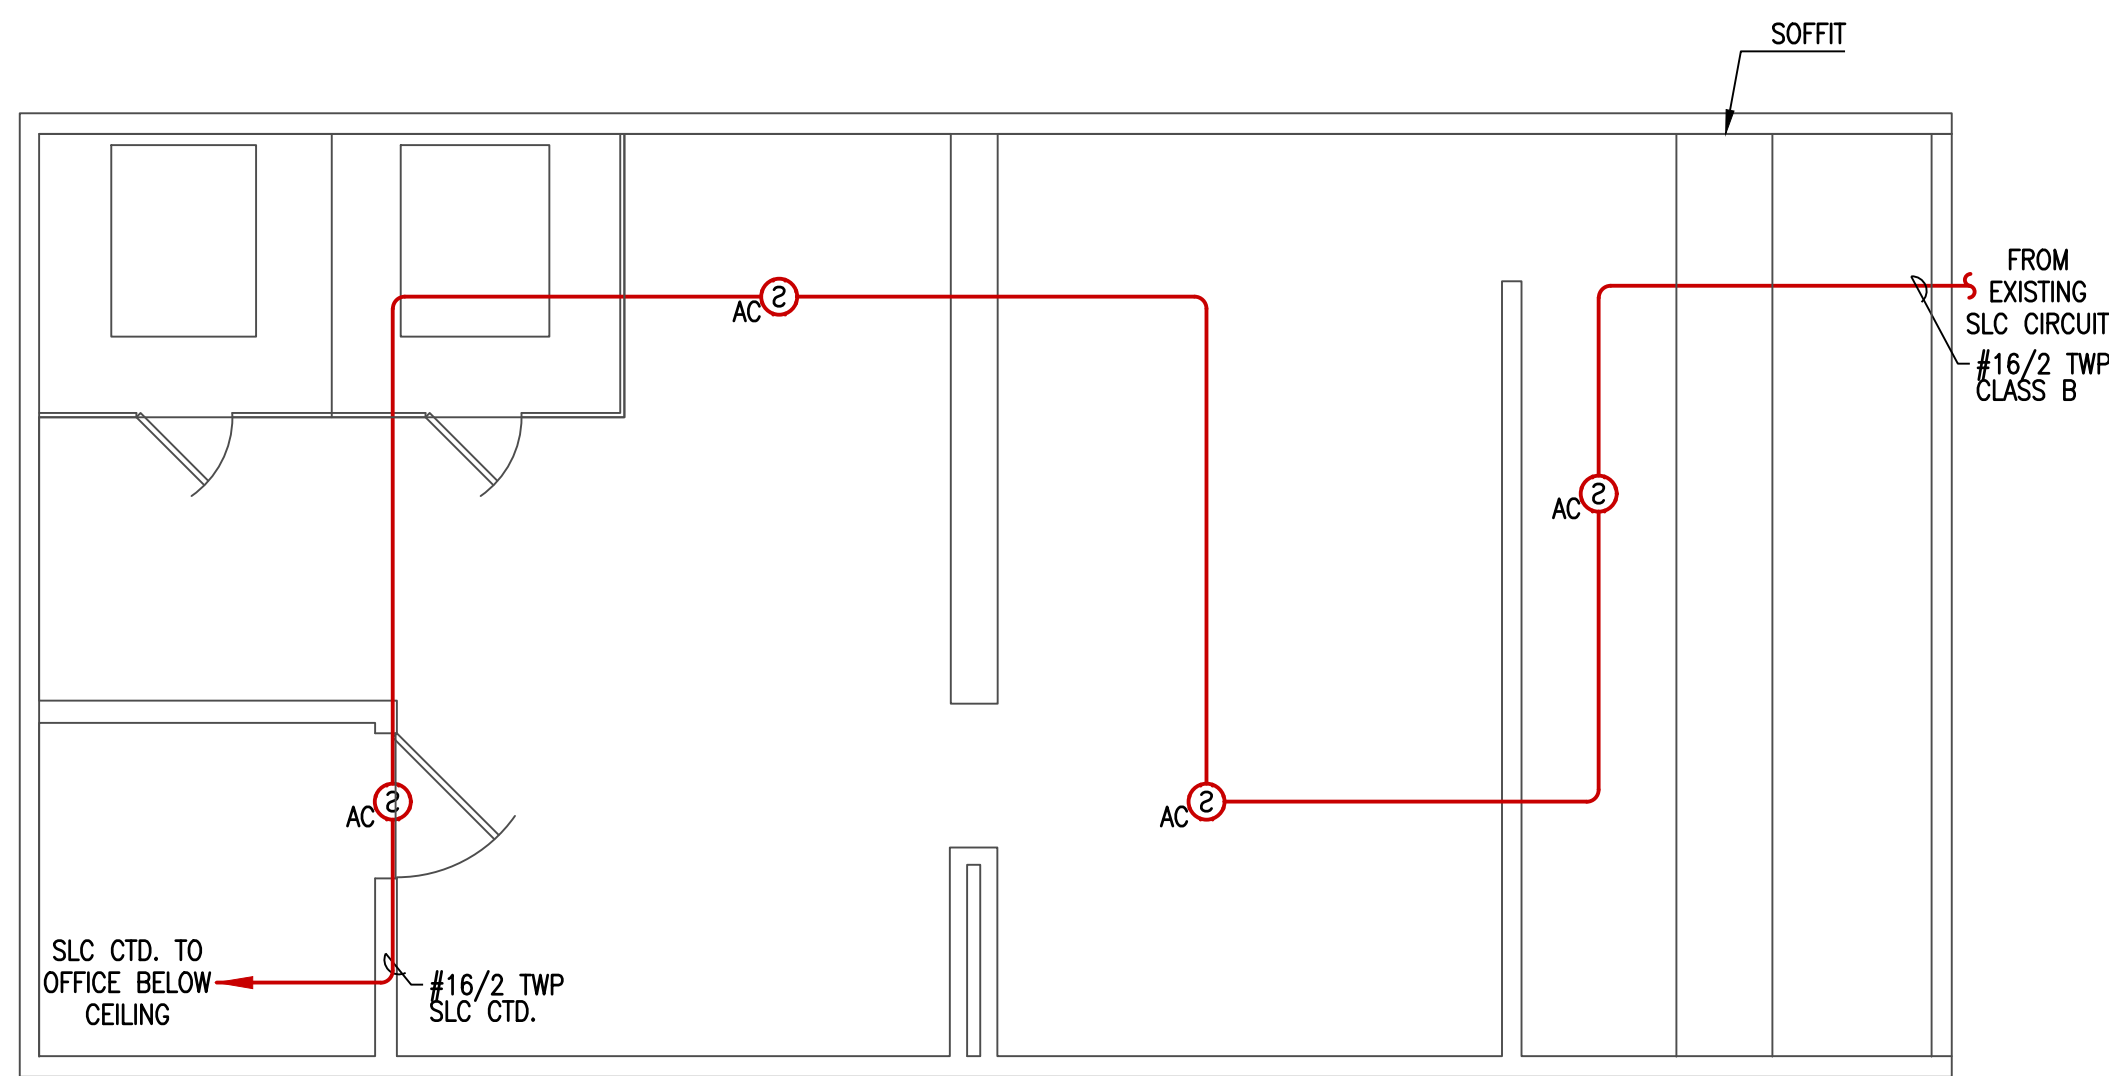 SOFFIT
FROM
EXISTING
SLC CIRCUIT
#16/2 TWP
CLASS B
S
AC
S
AC
S
AC
S
AC
SLC CTD. TO
OFFICE BELOW
CEILING
#16/2 TWP
SLC CTD.